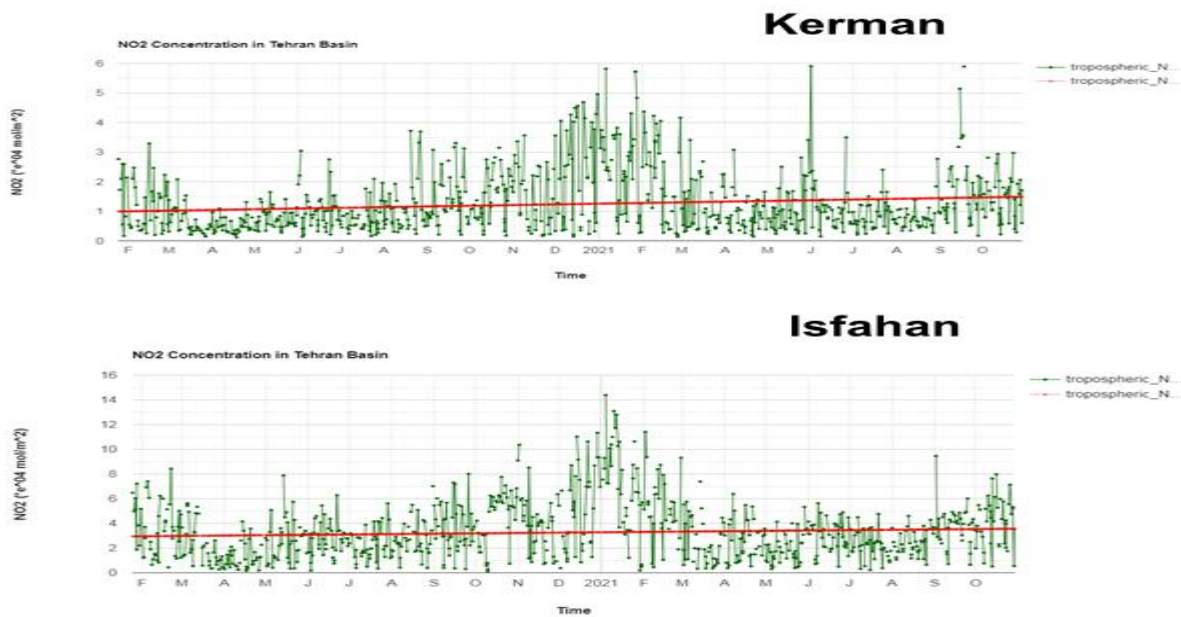 Kerman
NO2 Concentration in Tehran Basin
NO2 (*e^04 mol/m^2)
6
5
4
3
2
1
0
F M A M J J A S O N D 2021 F M A M J J A S O
Time
tropospheric_N...
tropospheric_N...
Isfahan
NO2 Concentration in Tehran Basin
NO2 (*e^04 mol/m^2)
16
14
12
10
8
6
4
2
0
F M A M J J A S O N D 2021 F M A M J J A S O
Time
tropospheric_N...
tropospheric_N...